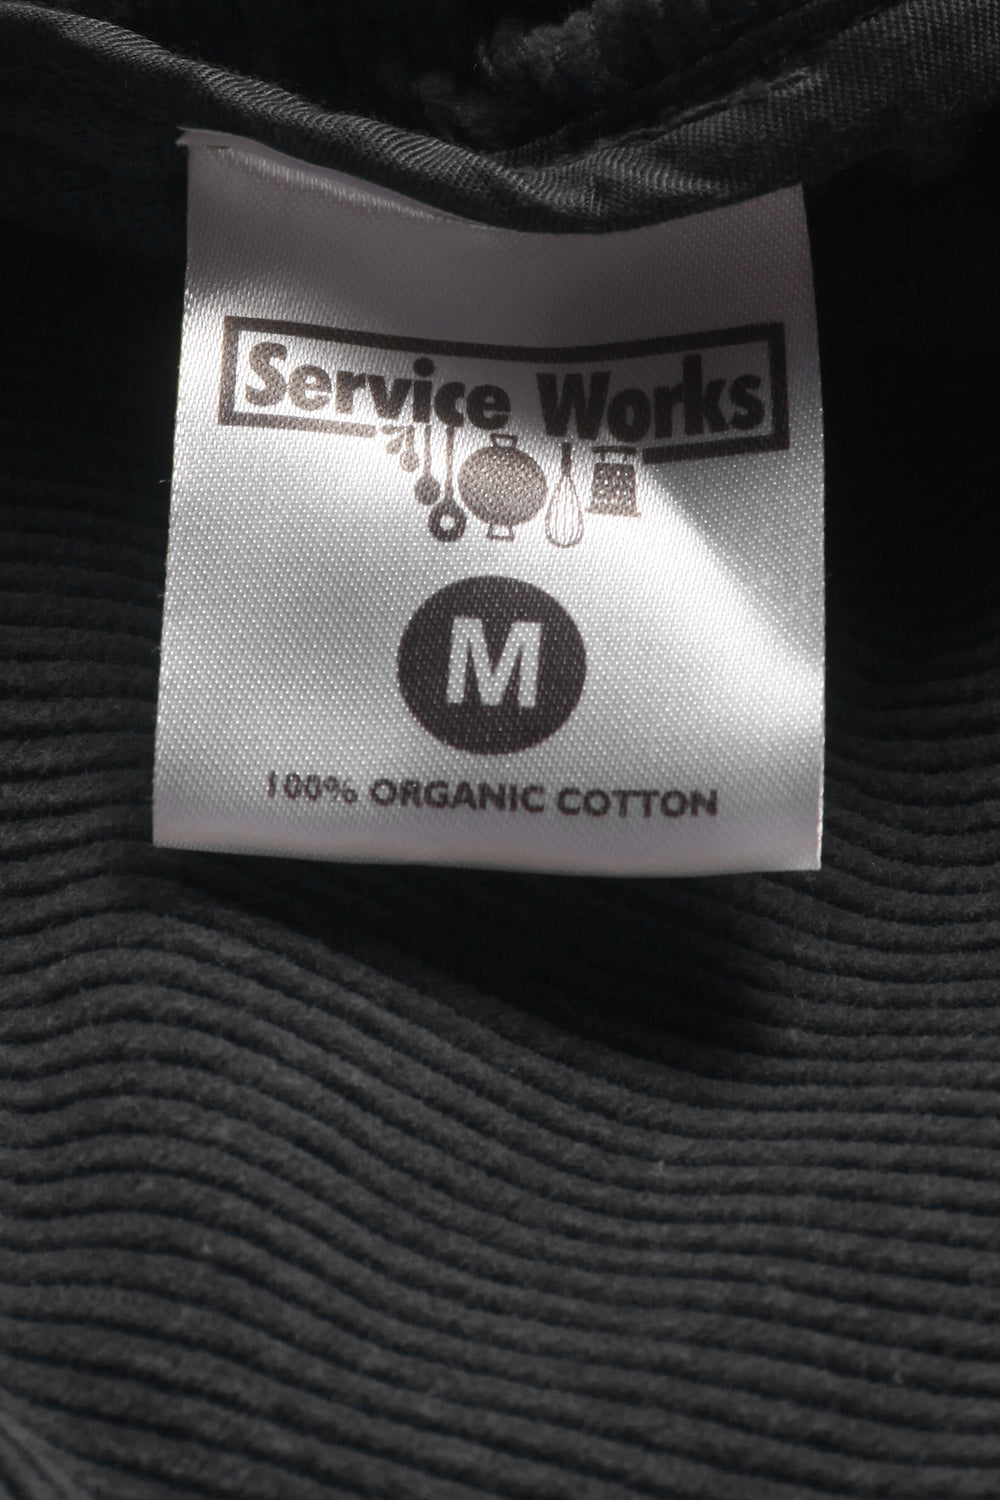 Service Works
M
100% ORGANIC COTTON